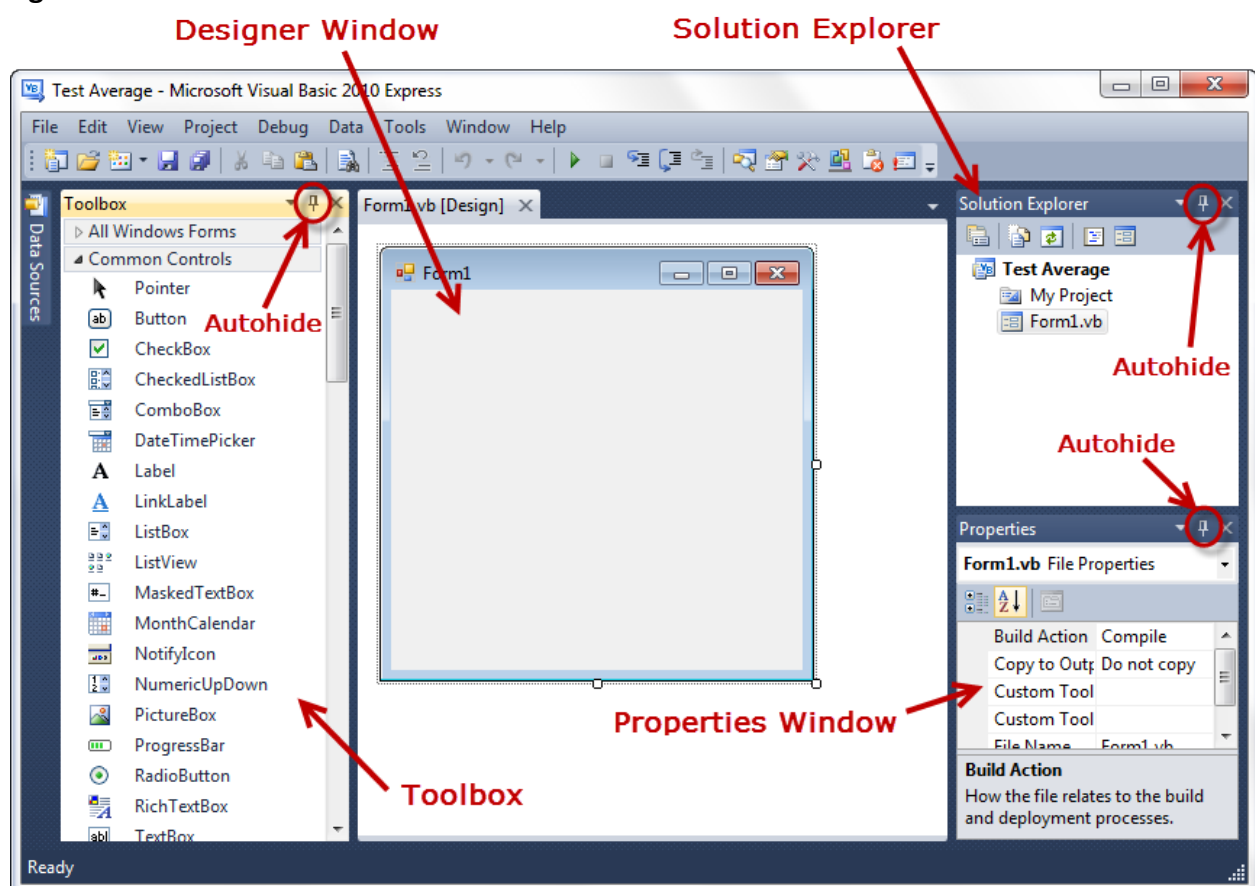 Designer Window
Solution Explorer
Test Average - Microsoft Visual Basic 2010 Express
File Edit View Project Debug Data Tools Window Help
Data Sources
Toolbox
All Windows Forms
Common Controls
Pointer
Button
CheckBox
CheckedListBox
ComboBox
DateTimePicker
Label
LinkLabel
ListBox
ListView
MaskedTextBox
MonthCalendar
NotifyIcon
NumericUpDown
PictureBox
ProgressBar
RadioButton
RichTextBox
TextBox
Autohide
Toolbox
Form1.vb [Design]
Form1
Solution Explorer
Test Average
My Project
Form1.vb
Autohide
Autohide
Properties
Form1.vb File Properties
Build Action Compile
Copy to Outp Do not copy
Custom Tool
Custom Tool
File Name Form1.vb
Properties Window
Build Action
How the file relates to the build
and deployment processes.
Ready